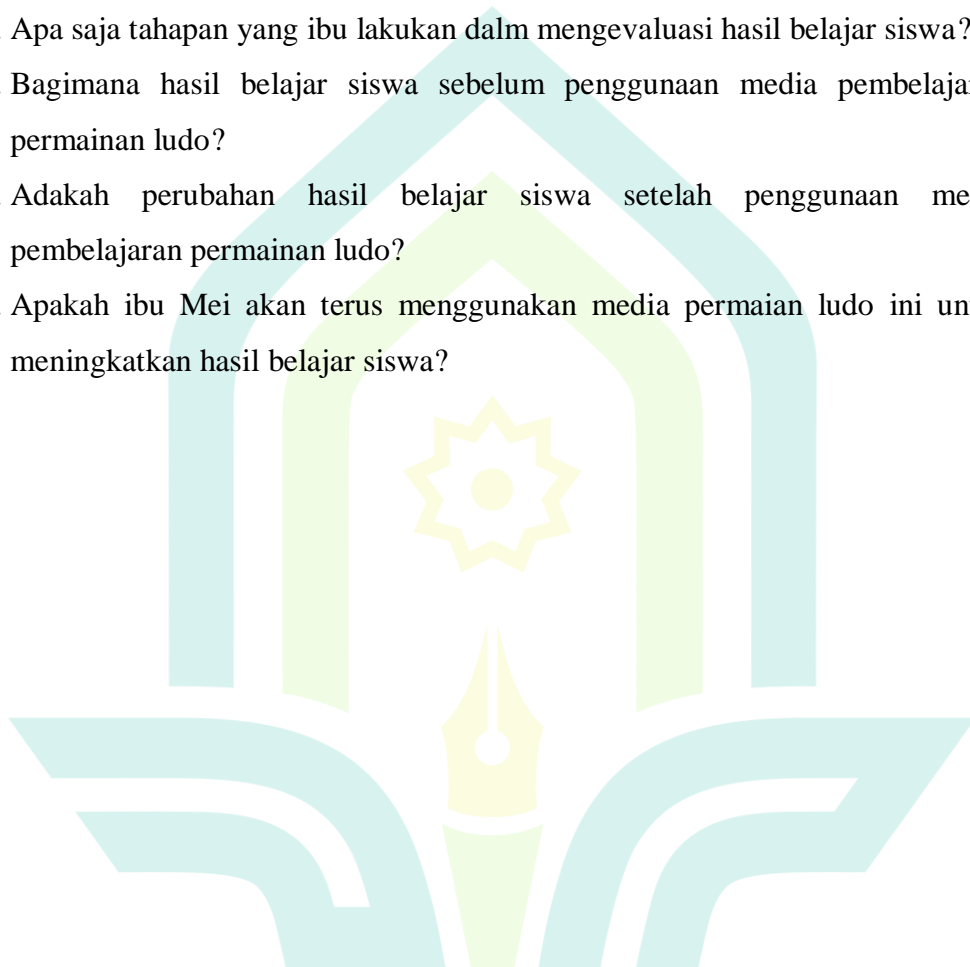 . Apa saja tahapan yang ibu lakukan dalm mengevaluasi hasil belajar siswa?
. Bagimana hasil belajar siswa sebelum penggunaan media pembelajar
permainan ludo?
. Adakah perubahan hasil belajar siswa setelah penggunaan me
pembelajaran permainan ludo?
. Apakah ibu Mei akan terus menggunakan media permaian ludo ini un
meningkatkan hasil belajar siswa?